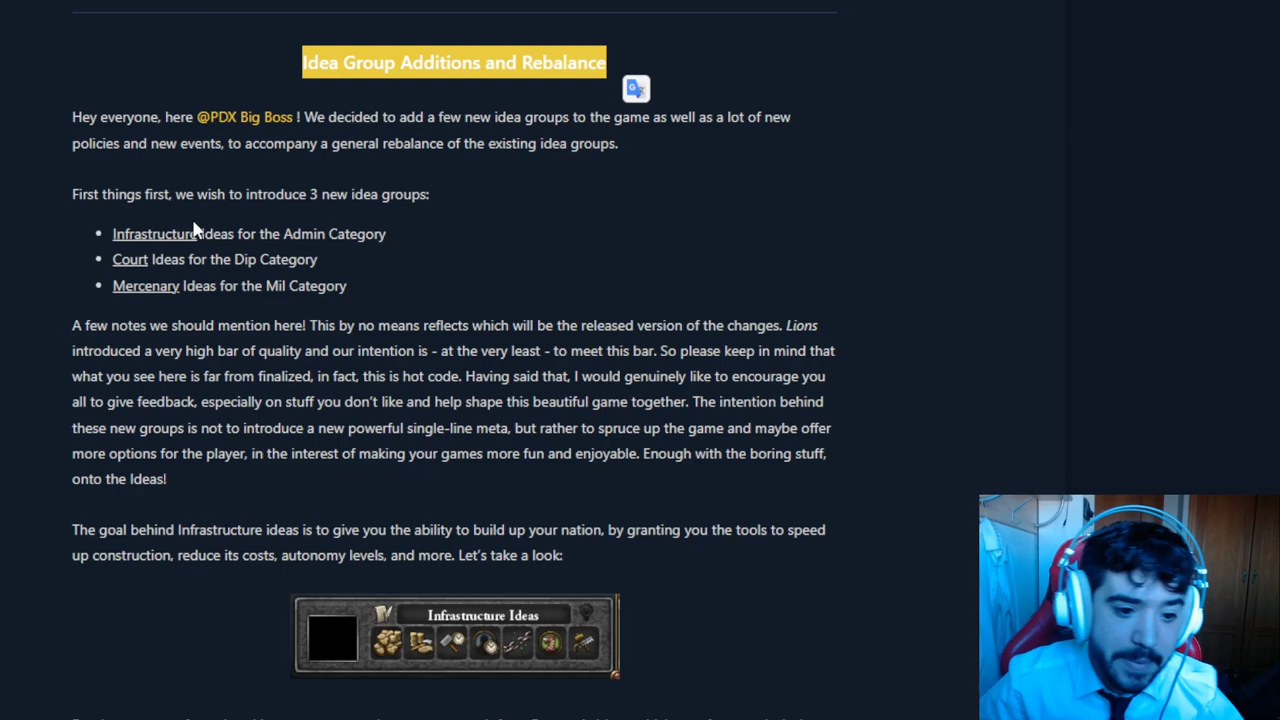 Idea Group Additions and Rebalance
Hey everyone, here @PDX Big Boss ! We decided to add a few new idea groups to the game as well as a lot of new
policies and new events, to accompany a general rebalance of the existing idea groups.
First things first, we wish to introduce 3 new idea groups:
Infrastructure Ideas for the Admin Category
Court Ideas for the Dip Category
Mercenary Ideas for the Mil Category
A few notes we should mention here! This by no means reflects which will be the released version of the changes. Lions
introduced a very high bar of quality and our intention is - at the very least - to meet this bar. So please keep in mind that
what you see here is far from finalized, in fact, this is hot code. Having said that, I would genuinely like to encourage you
all to give feedback, especially on stuff you don’t like and help shape this beautiful game together. The intention behind
these new groups is not to introduce a new powerful single-line meta, but rather to spruce up the game and maybe offer
more options for the player, in the interest of making your games more fun and enjoyable. Enough with the boring stuff,
onto the Ideas!
The goal behind Infrastructure ideas is to give you the ability to build up your nation, by granting you the tools to speed
up construction, reduce its costs, autonomy levels, and more. Let’s take a look:
Infrastructure Ideas